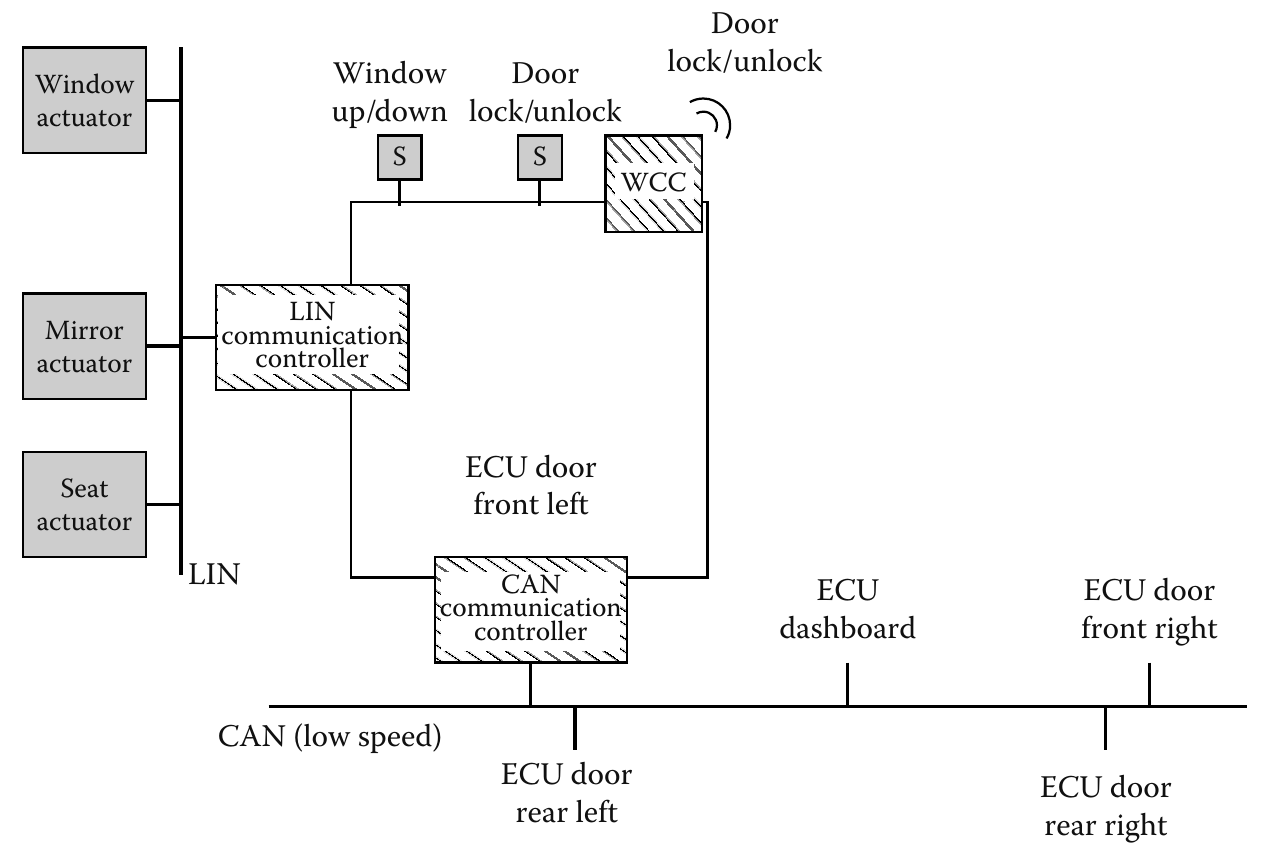 Door
lock/unlock
Window
up/down
Door
lock/unlock
Window
actuator
S
S
WCC
LIN
communication
controller
Mirror
actuator
ECU door
front left
Seat
actuator
LIN
CAN
communication
controller
ECU
dashboard
ECU door
front right
CAN (low speed)
ECU door
rear left
ECU door
rear right